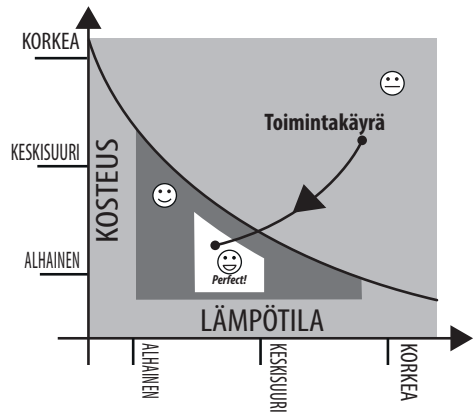 KORKEA
Toimintakäyrä
KESKISUURI
KOSTEUS
ALHAINEN
Perfect!
LÄMPÖTILA
ALHAINEN
KESKISUURI
KORKEA